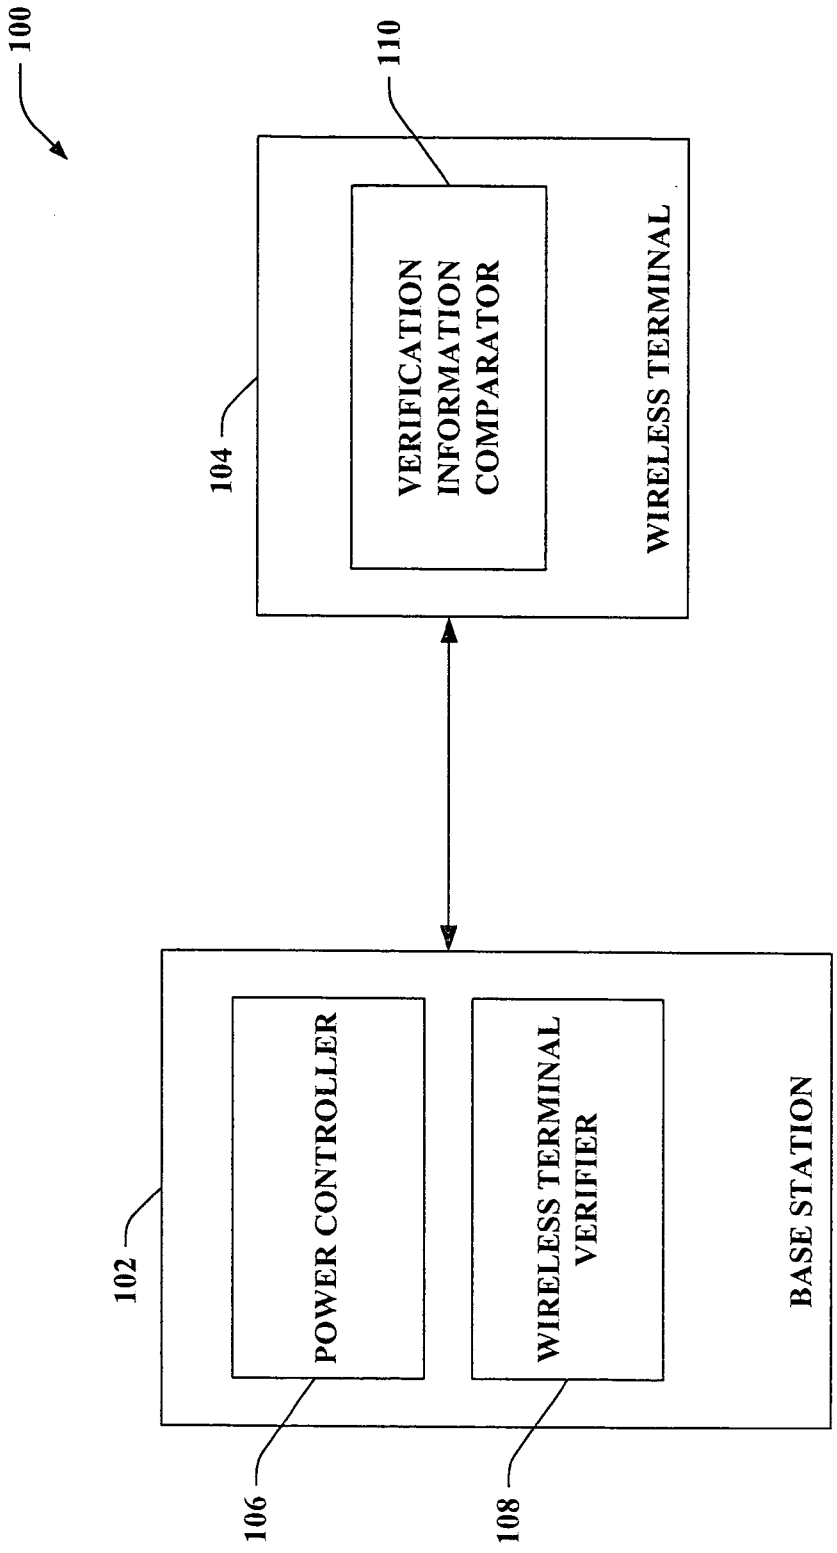 100
102
106
POWER CONTROLLER
108
WIRELESS TERMINAL
VERIFIER
BASE STATION
104
110
VERIFICATION
INFORMATION
COMPARATOR
WIRELESS TERMINAL